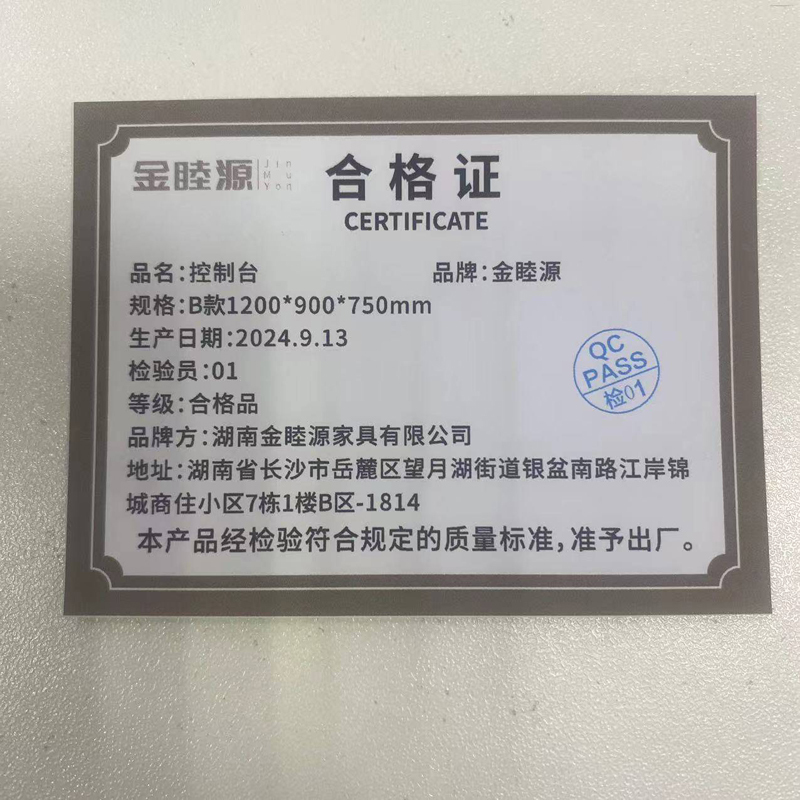 金睦源 Jin Mu Yon 合格证
CERTIFICATE
品名:控制台 品牌:金睦源
规格:B款1200*900*750mm
生产日期:2024.9.13
检验员:01
等级:合格品
品牌方:湖南金睦源家具有限公司
地址:湖南省长沙市岳麓区望月湖街道银盆南路江岸锦
城商住小区7栋1楼B区-1814
本产品经检验符合规定的质量标准,准予出厂。
QC
PASS
检01